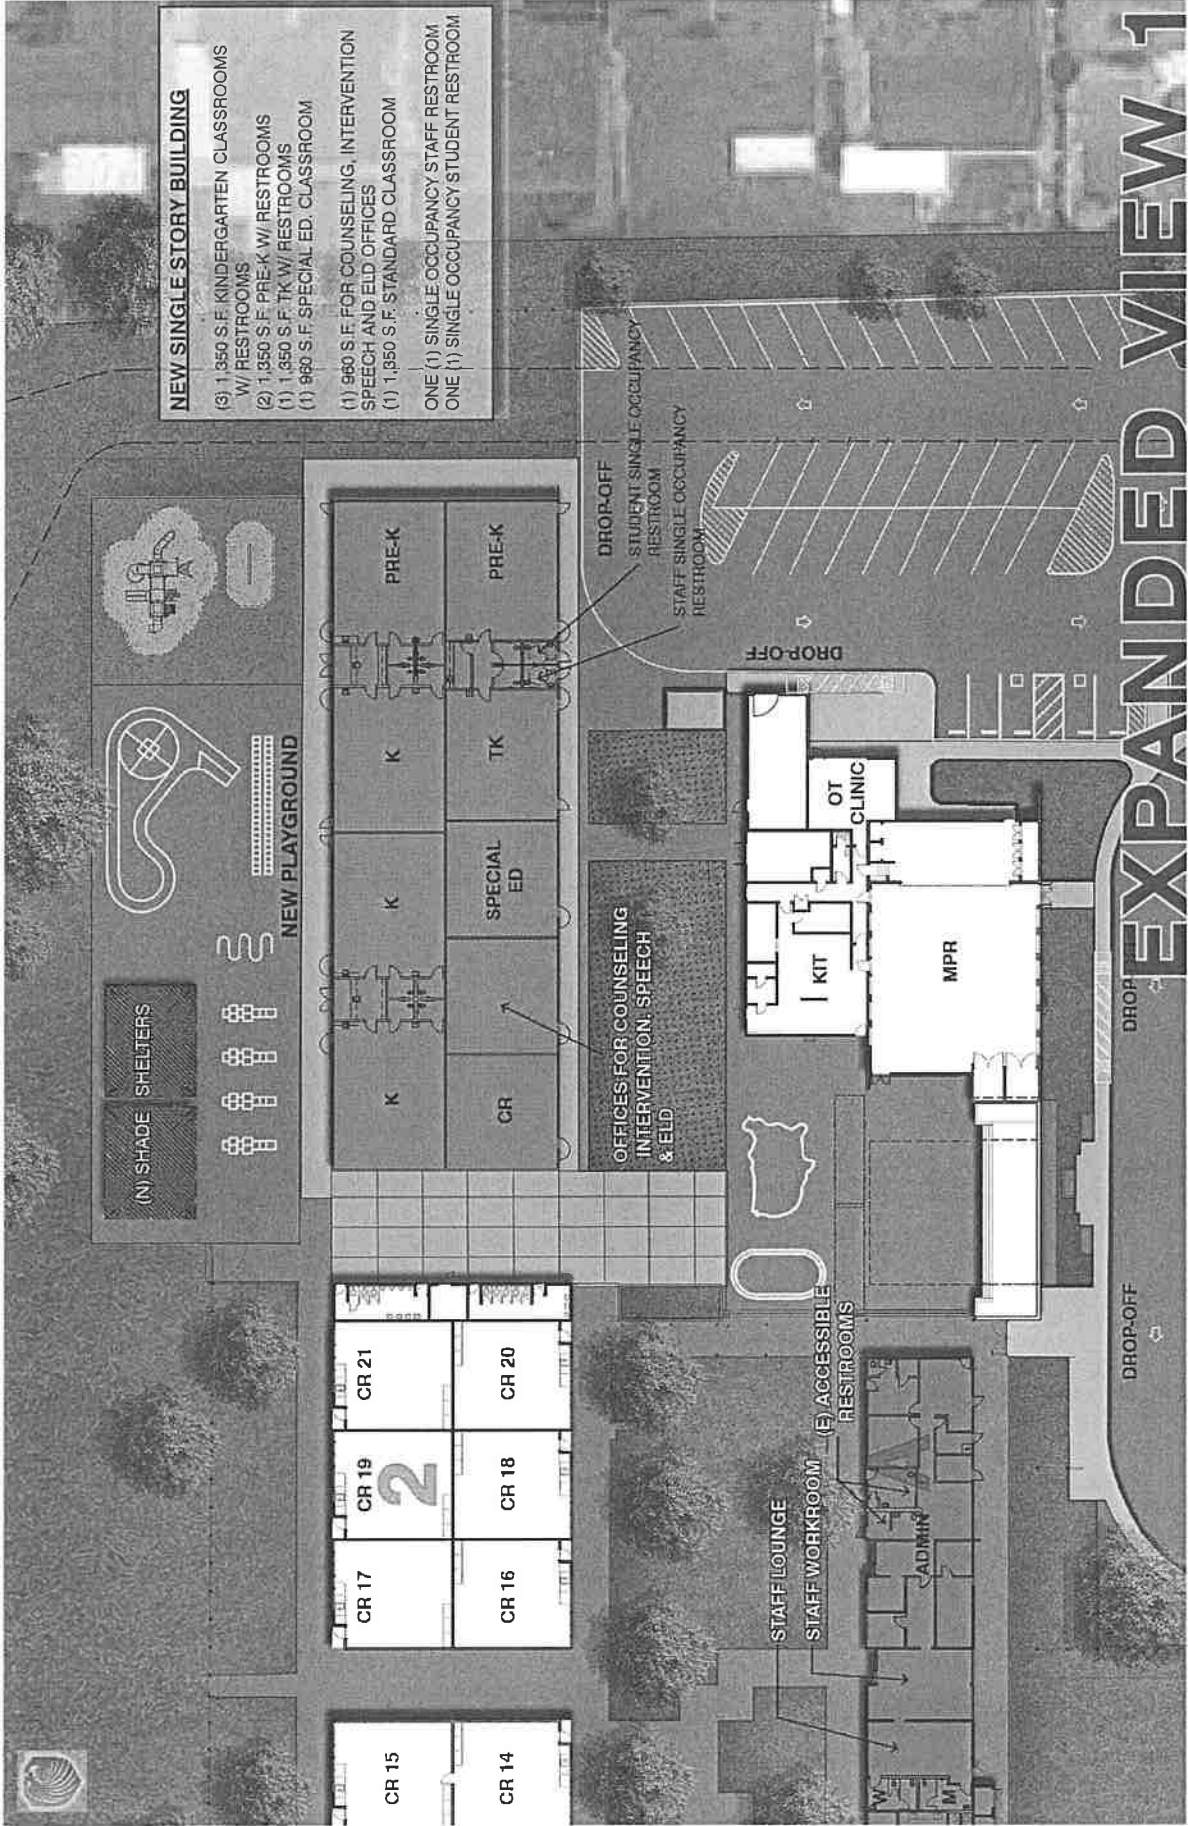 NEW SINGLE STORY BUILDING
(3) 1,350 S.F. KINDERGARTEN CLASSROOMS
W/ RESTROOMS
(2) 1,350 S.F. PRE-K W/ RESTROOMS
(1) 1,350 S.F. TK W/ RESTROOMS
(1) 960 S.F. SPECIAL ED. CLASSROOM
(1) 960 S.F. FOR COUNSELING, INTERVENTION
SPEECH AND ELD OFFICES
(1) 1,350 S.F. STANDARD CLASSROOM
ONE (1) SINGLE OCCUPANCY STAFF RESTROOM
ONE (1) SINGLE OCCUPANCY STUDENT RESTROOM
(N) SHADE SHELTERS
NEW PLAYGROUND
K
K
K
PRE-K
CR
SPECIAL
ED
TK
PRE-K
CR 15
CR 17
CR 19
CR 21
2
CR 14
CR 16
CR 18
CR 20
OFFICES FOR COUNSELING
INTERVENTION, SPEECH
& ELD
DROP-OFF
STUDENT SINGLE OCCUPANCY
RESTROOM
STAFF SINGLE OCCUPANCY
RESTROOM
DROP-OFF
OT
CLINIC
KIT
MPR
STAFF LOUNGE
STAFF WORKROOM
(E) ACCESSIBLE
RESTROOMS
ADMIN
W
M
DROP-OFF
DROP
EXPANDED VIEW 1